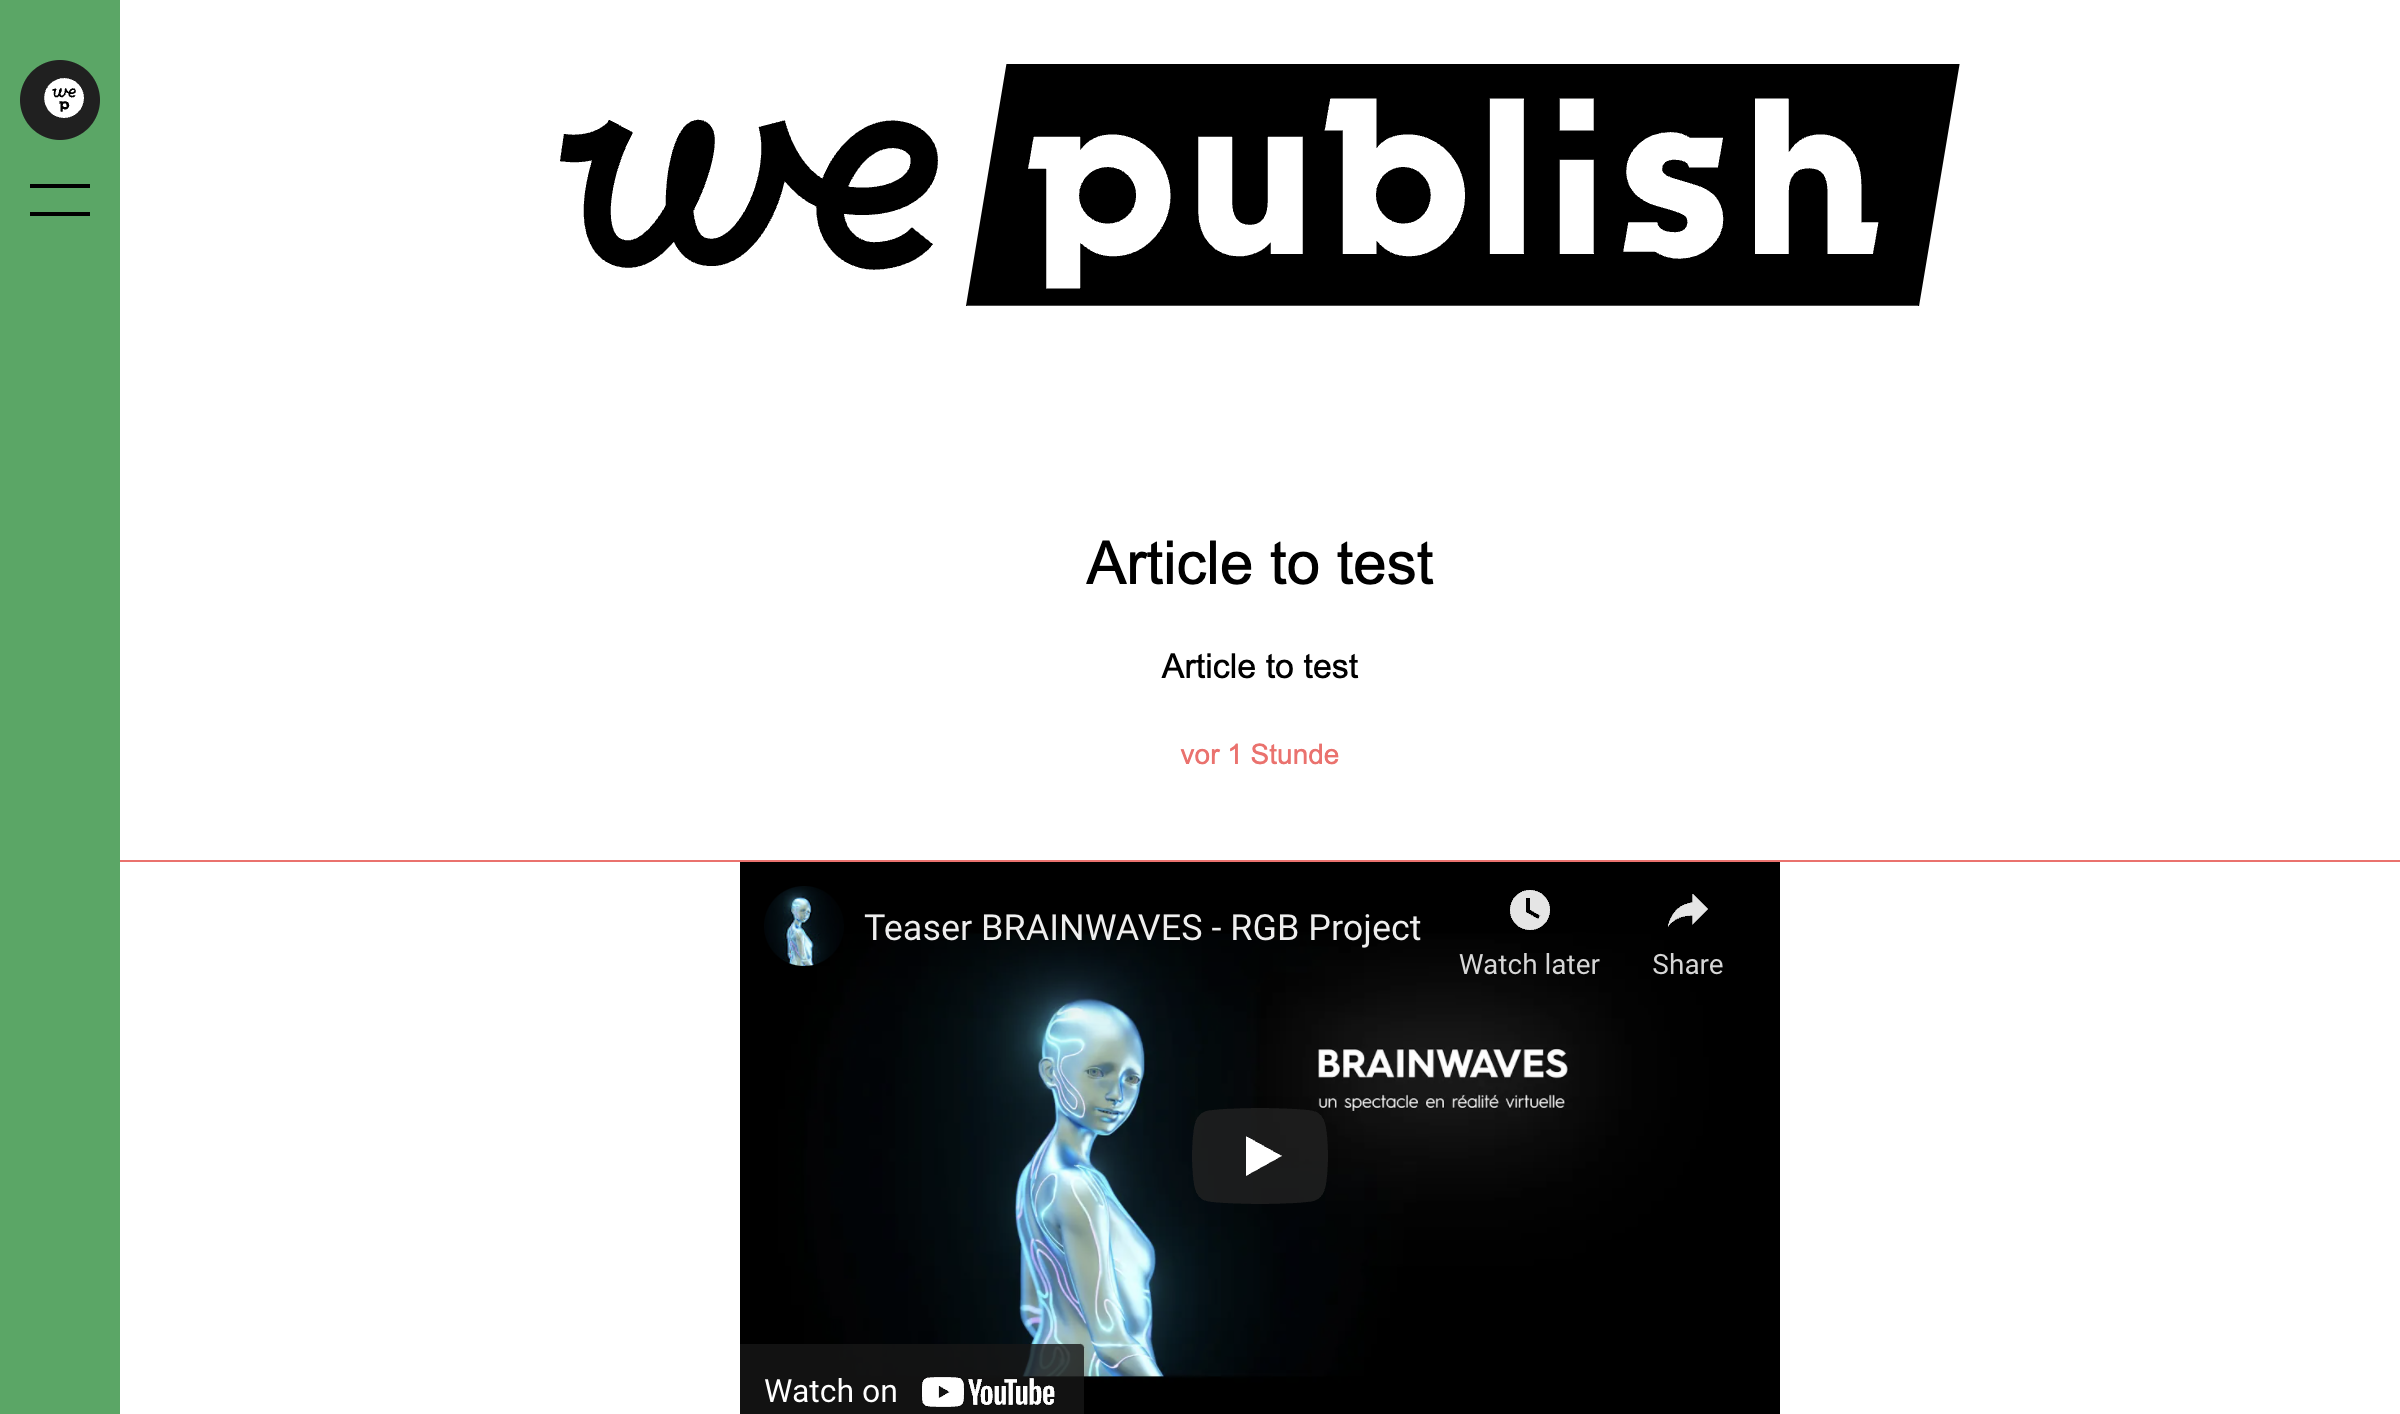 we
p
we publish
Article to test
Article to test
vor 1 Stunde
Teaser BRAINWAVES - RGB Project
Watch later
Share
BRAINWAVES
un spectacle en réalité virtuelle
Watch on YouTube